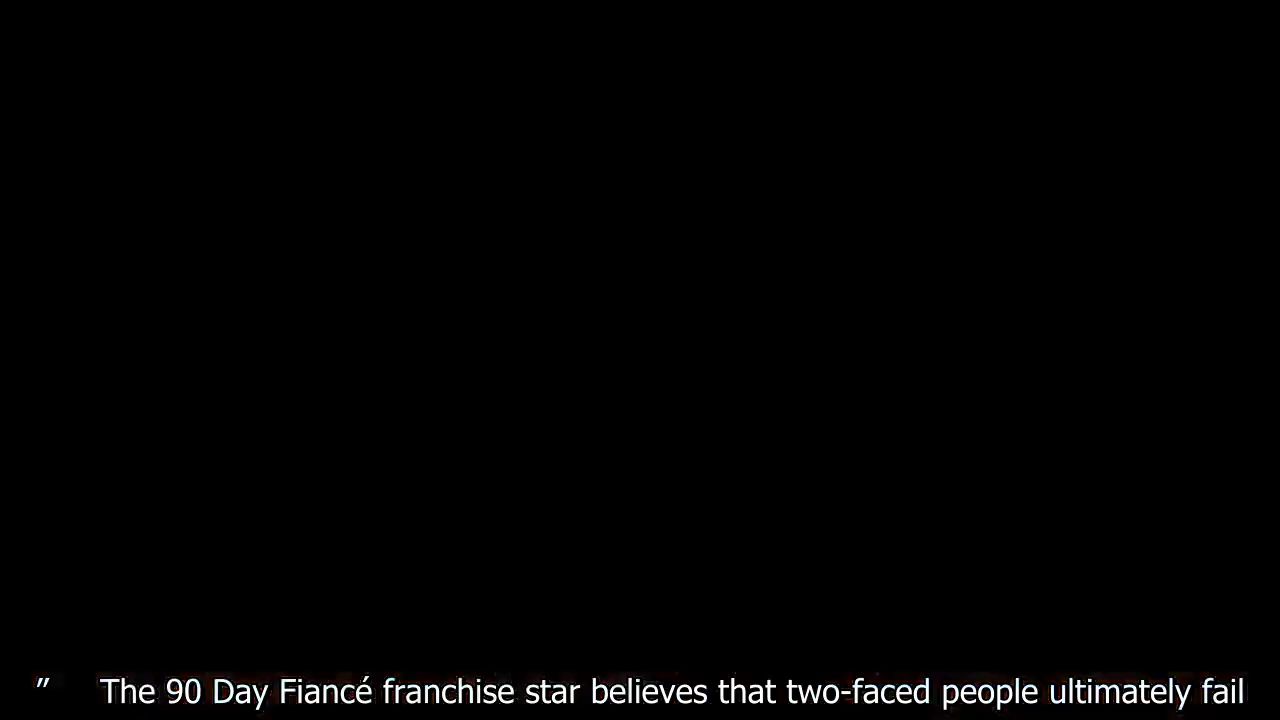 ” The 90 Day Fiancé franchise star believes that two-faced people ultimately fail